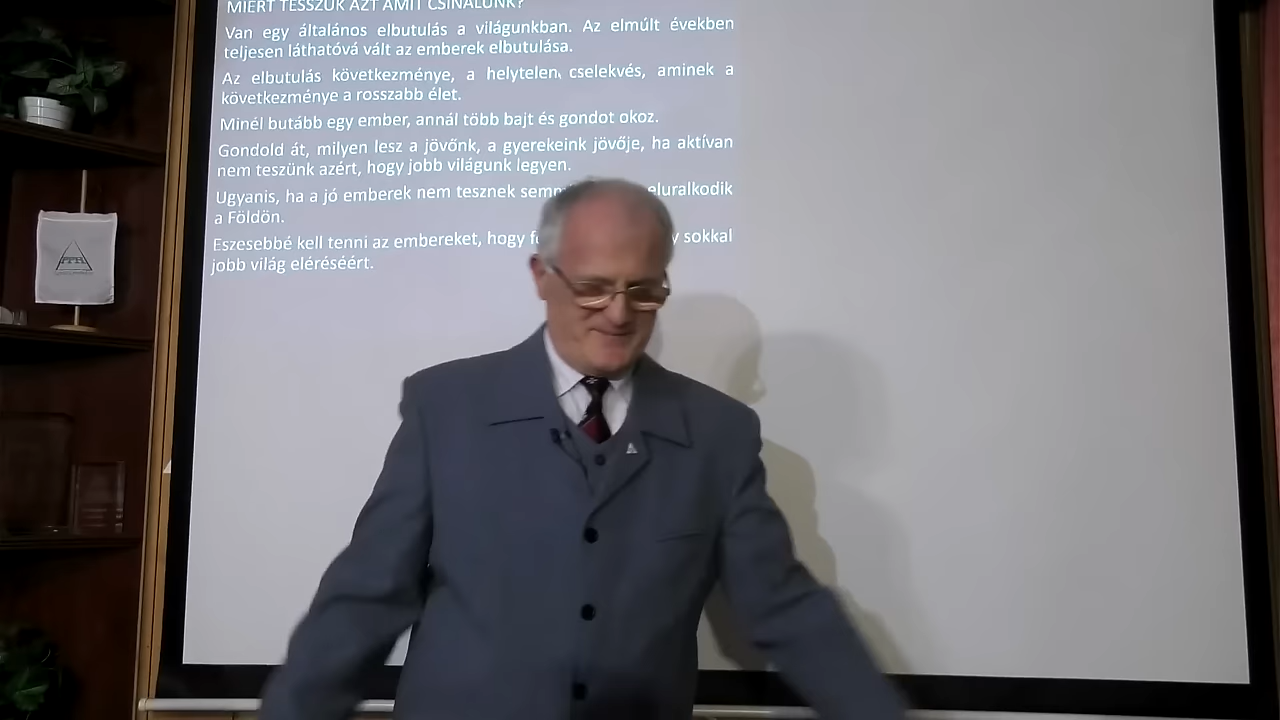 MIÉRT TESSZÜK AZT AMIT CSINÁLUNK?
Van egy általános elbutulás a világunkban. Az elmúlt években
teljesen láthatóvá vált az emberek elbutulása.
Az elbutulás következménye, a helytelen cselekvés, aminek a
következménye a rosszabb élet.
Minél butább egy ember, annál több bajt és gondot okoz.
Gondold át, milyen lesz a jövőnk, a gyerekeink jövője, ha aktívan
nem teszünk azért, hogy jobb világunk legyen.
Ugyanis, ha a jó emberek nem tesznek eluralkodik
a Földön.
Eszesebbé kell tenni az embereket, hogy sokkal
jobb világ eléréséért.